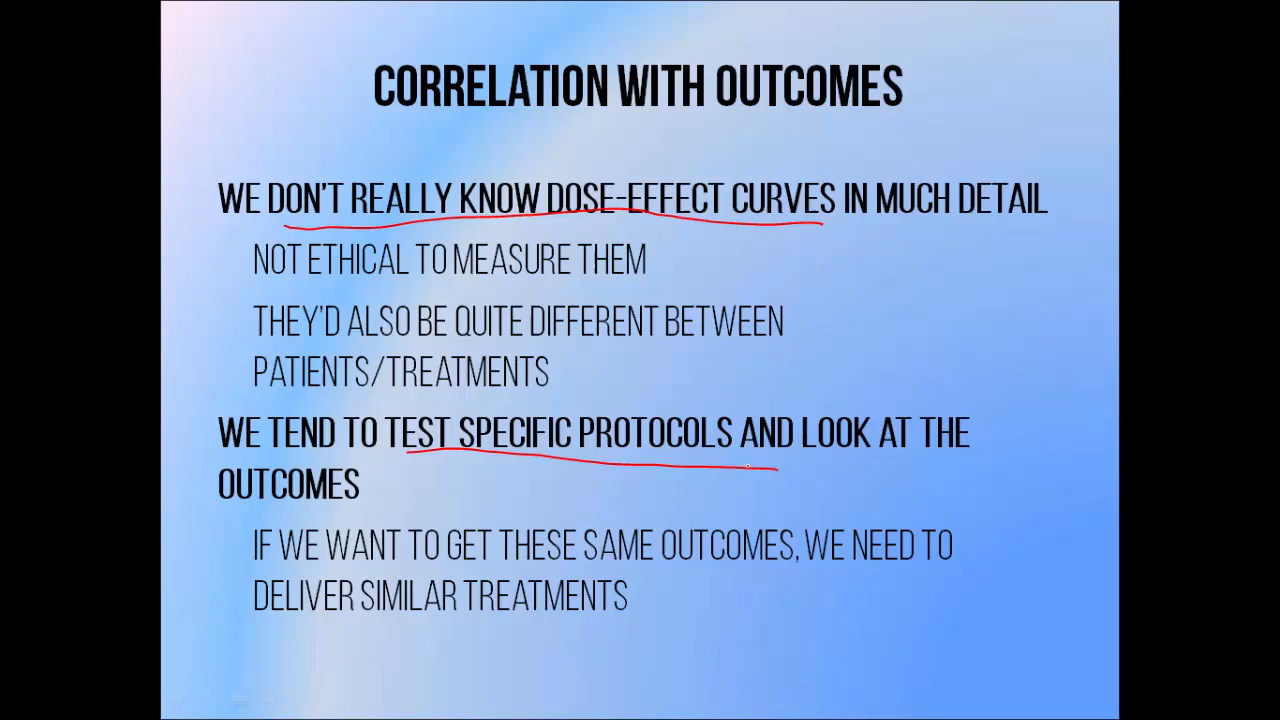 CORRELATION WITH OUTCOMES
WE DON'T REALLY KNOW DOSE-EFFECT CURVES IN MUCH DETAIL
NOT ETHICAL TO MEASURE THEM
THEY'D ALSO BE QUITE DIFFERENT BETWEEN
PATIENTS/TREATMENTS
WE TEND TO TEST SPECIFIC PROTOCOLS AND LOOK AT THE
OUTCOMES
IF WE WANT TO GET THESE SAME OUTCOMES, WE NEED TO
DELIVER SIMILAR TREATMENTS